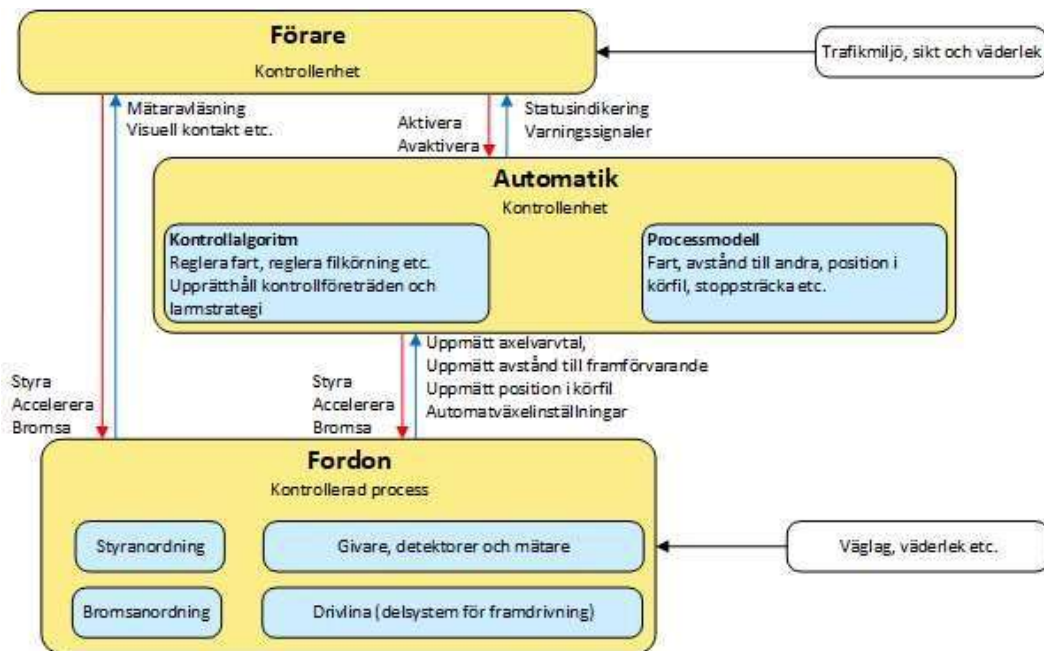 Förare
Kontrollenhet
Trafikmiljö, sikt och väderlek
Mätaravläsning
Visuell kontakt etc.
Aktivera
Avaktivera
Statusindikering
Varningssignaler
Automatik
Kontrollenhet
Kontrollalgoritm
Reglera fart, reglera filkörning etc.
Upprätthåll kontrollföreträden och
larmstrategi
Processmodell
Fart, avstånd till andra, position i
körfil, stoppsträcka etc.
Styra
Accelerera
Bromsa
Styra
Accelerera
Bromsa
Uppmätt axelvarvtal,
Uppmätt avstånd till framförvarande
Uppmätt position i körfil
Automatväxelinställningar
Fordon
Kontrollerad process
Styranordning
Givare, detektorer och mätare
Bromsanordning
Drivlina (delsystem för framdrivning)
Väglag, väderlek etc.